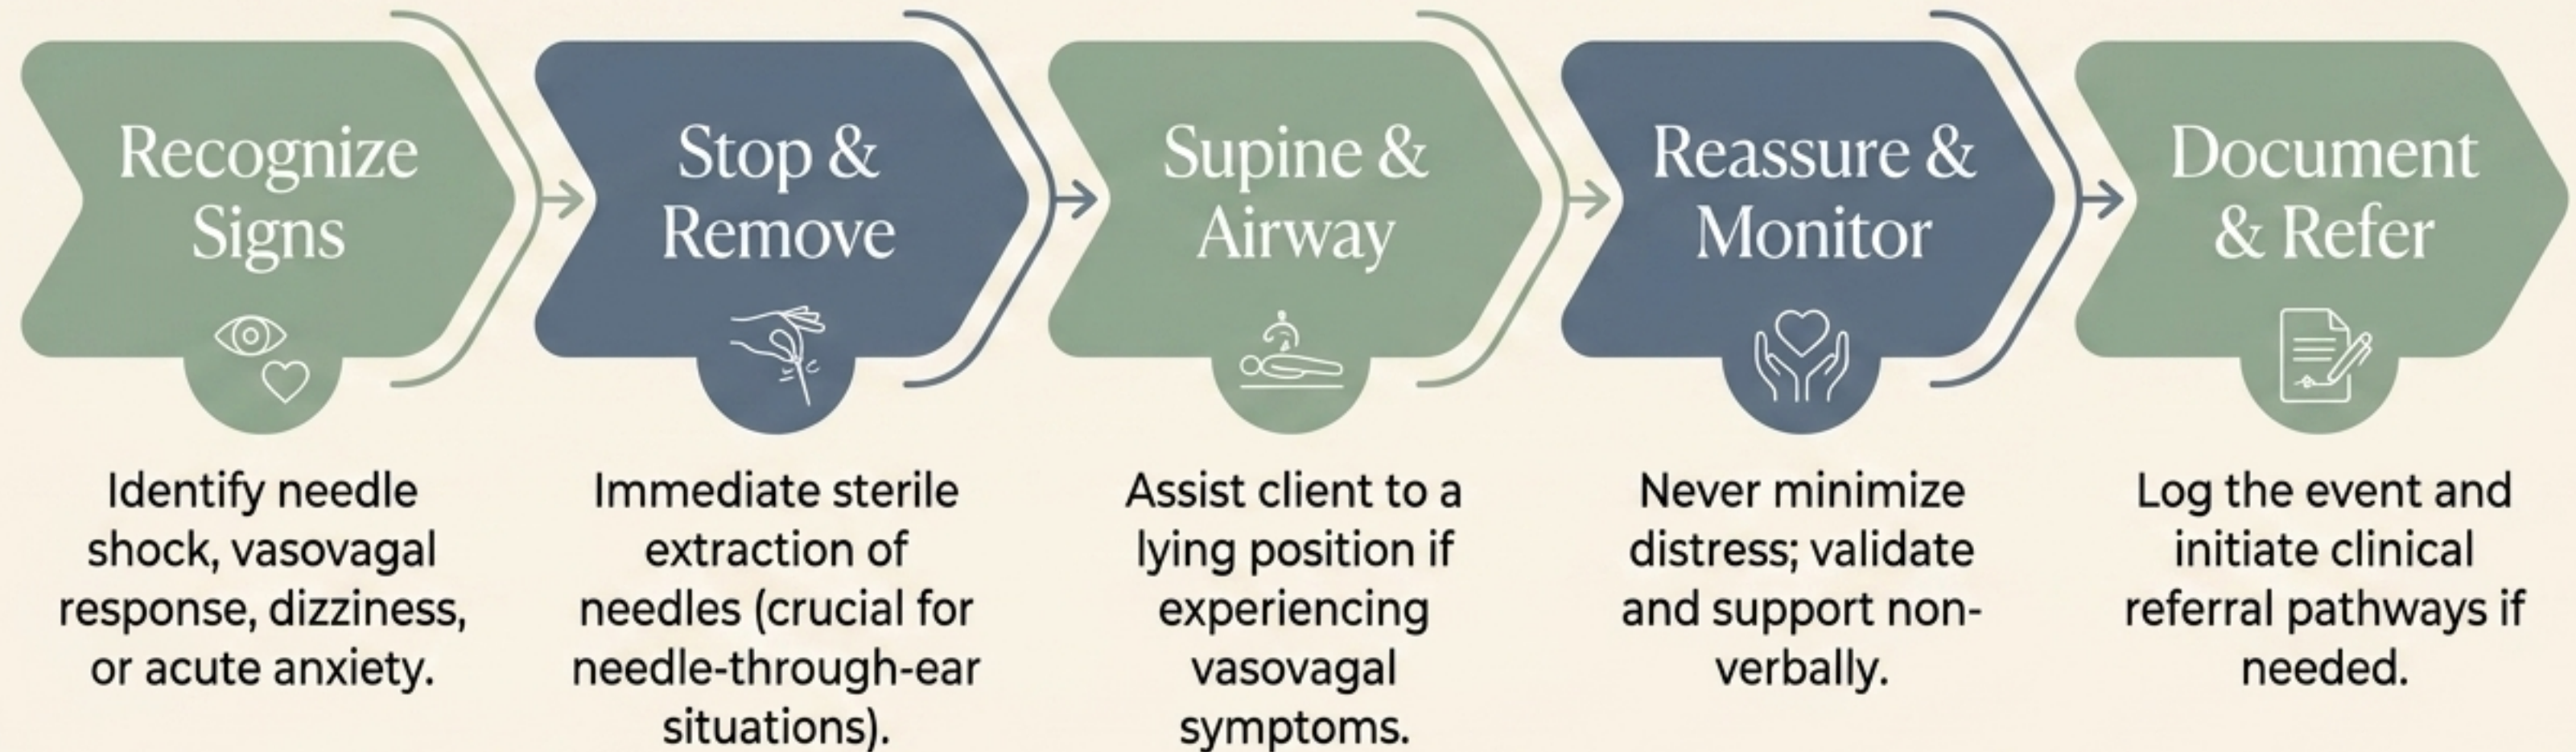 Recognize
Signs
Stop &
Remove
Supine &
Airway
Reassure &
Monitor
Document
& Refer
Identify needle
shock, vasovagal
response, dizziness,
or acute anxiety.
Immediate sterile
extraction of
needles (crucial for
needle-through-ear
situations).
Assist client to a
lying position if
experiencing
vasovagal
symptoms.
Never minimize
distress; validate
and support non-
verbally.
Log the event and
initiate clinical
referral pathways if
needed.